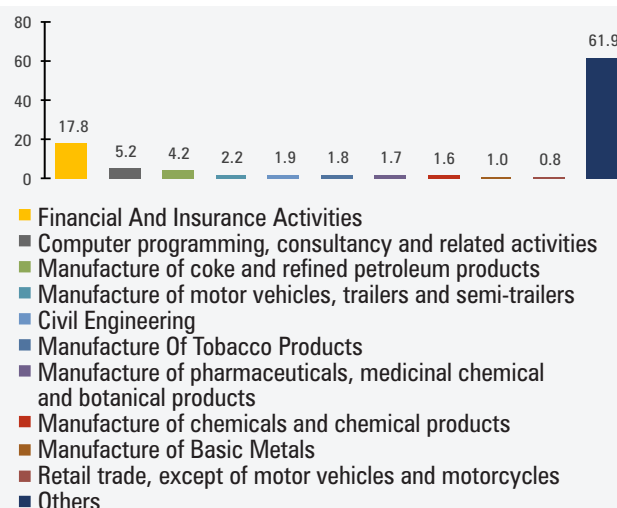 80
60
40
20
0
17.8
5.2
4.2
2.2
1.9
1.8
1.7
1.6
1.0
0.8
61.9
Financial And Insurance Activities
Computer programming, consultancy and related activities
Manufacture of coke and refined petroleum products
Manufacture of motor vehicles, trailers and semi-trailers
Civil Engineering
Manufacture Of Tobacco Products
Manufacture of pharmaceuticals, medicinal chemical
and botanical products
Manufacture of chemicals and chemical products
Manufacture of Basic Metals
Retail trade, except of motor vehicles and motorcycles
Others